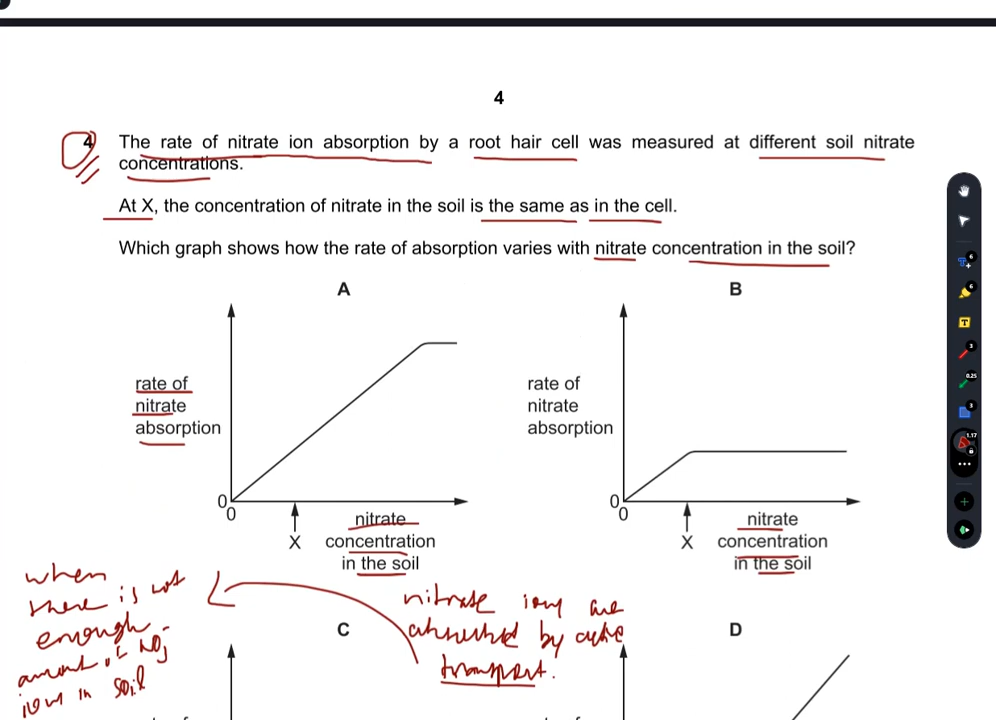 4
4 The rate of nitrate ion absorption by a root hair cell was measured at different soil nitrate
concentrations.
At X, the concentration of nitrate in the soil is the same as in the cell.
Which graph shows how the rate of absorption varies with nitrate concentration in the soil?
A
rate of
nitrate
absorption
0
0
X
nitrate
concentration
in the soil
B
rate of
nitrate
absorption
0
0
X
nitrate
concentration
in the soil
when
there is not
enough
amount of NO3
ions in soil
nitrate ions are
by active
transport.
C
D